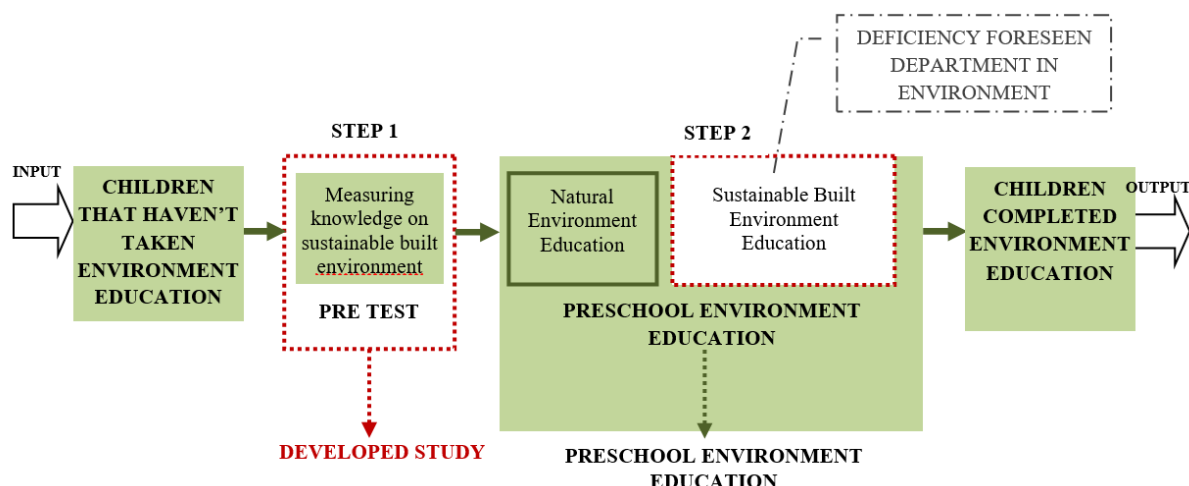 DEFICIENCY FORESEEN
DEPARTMENT IN
ENVIRONMENT
STEP 1
STEP 2
INPUT
CHILDREN
THAT HAVEN’T
TAKEN
ENVIRONMENT
EDUCATION
Measuring
knowledge on
sustainable built
environment
PRE TEST
Natural
Environment
Education
Sustainable Built
Environment
Education
PRESCHOOL ENVIRONMENT
EDUCATION
CHILDREN
COMPLETED
ENVIRONMENT
EDUCATION
OUTPUT
DEVELOPED STUDY
PRESCHOOL ENVIRONMENT
EDUCATION